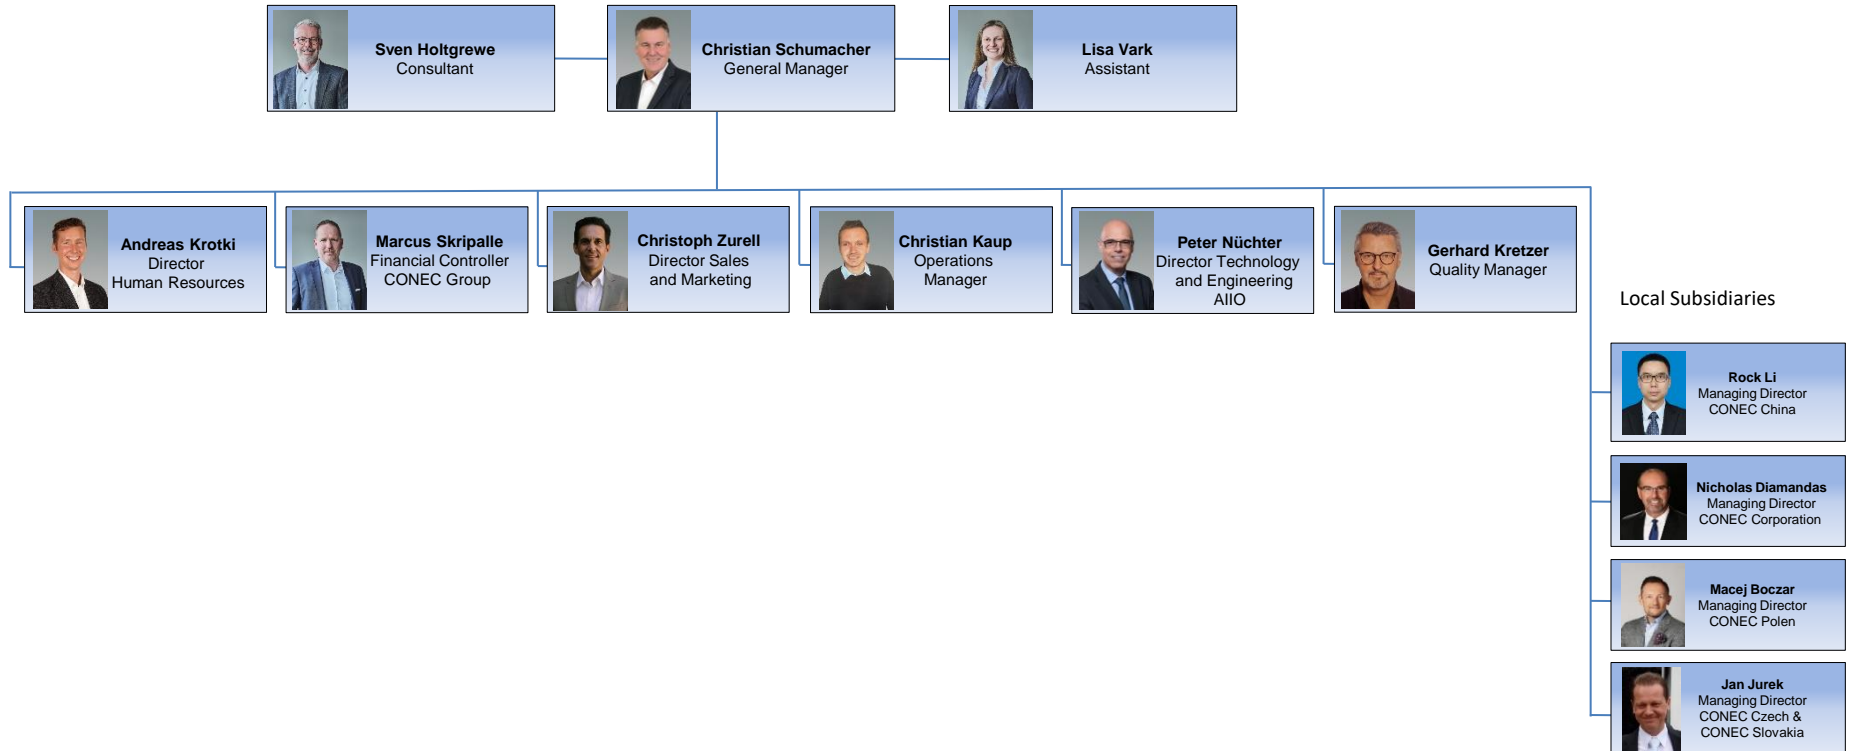 Sven Holtgrewe
Consultant
Christian Schumacher
General Manager
Lisa Vark
Assistant
Andreas Krotki
Director
Human Resources
Marcus Skripalle
Financial Controller
CONEC Group
Christoph Zurell
Director Sales
and Marketing
Christian Kaup
Operations
Manager
Peter Nüchter
Director Technology
and Engineering
AIIO
Gerhard Kretzer
Quality Manager
Local Subsidiaries
Rock Li
Managing Director
CONEC China
Nicholas Diamandas
Managing Director
CONEC Corporation
Macej Boczar
Managing Director
CONEC Polen
Jan Jurek
Managing Director
CONEC Czech &
CONEC Slovakia